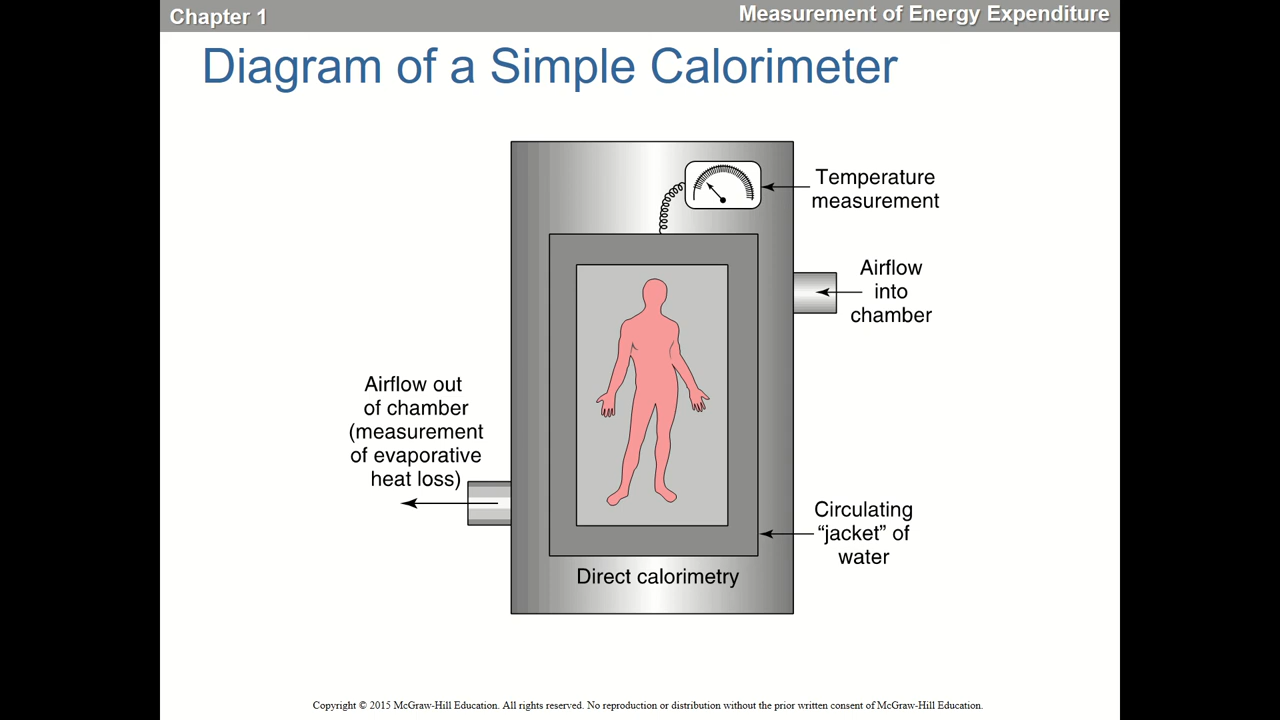 Chapter 1
Measurement of Energy Expenditure
Diagram of a Simple Calorimeter
Temperature
measurement
Airflow
into
chamber
Airflow out
of chamber
(measurement
of evaporative
heat loss)
Circulating
“jacket” of
water
Direct calorimetry
Copyright © 2015 McGraw-Hill Education. All rights reserved. No reproduction or distribution without the prior written consent of McGraw-Hill Education.